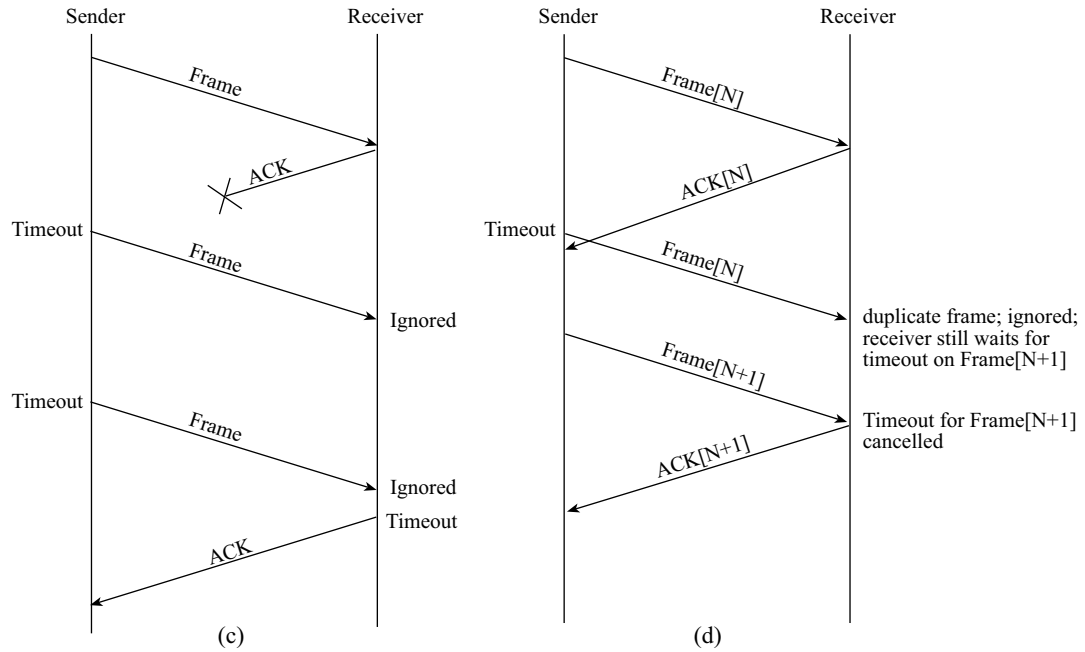 Sender
Receiver
Frame
ACK
Timeout
Frame
Ignored
Timeout
Frame
Ignored
Timeout
ACK
(c)
Sender
Receiver
Frame[N]
ACK[N]
Timeout
Frame[N]
duplicate frame; ignored;
receiver still waits for
timeout on Frame[N+1]
Frame[N+1]
Timeout for Frame[N+1]
cancelled
ACK[N+1]
(d)